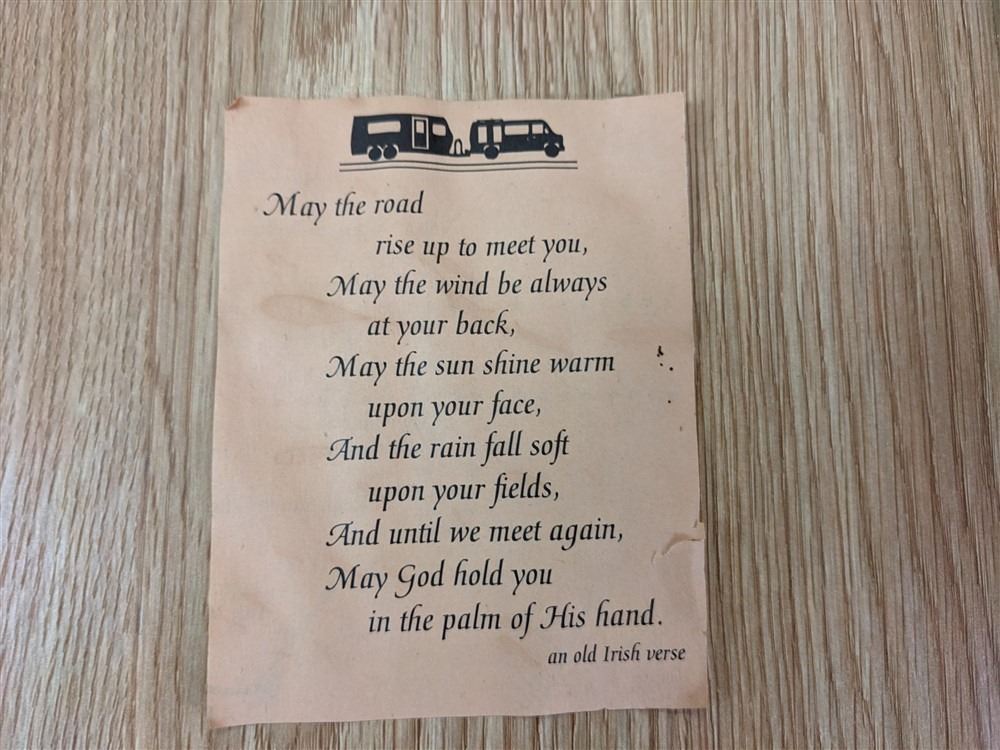 May the road
rise up to meet you,
May the wind be always
at your back,
May the sun shine warm
upon your face,
And the rain fall soft
upon your fields,
And until we meet again,
May God hold you
in the palm of His hand.
an old Irish verse